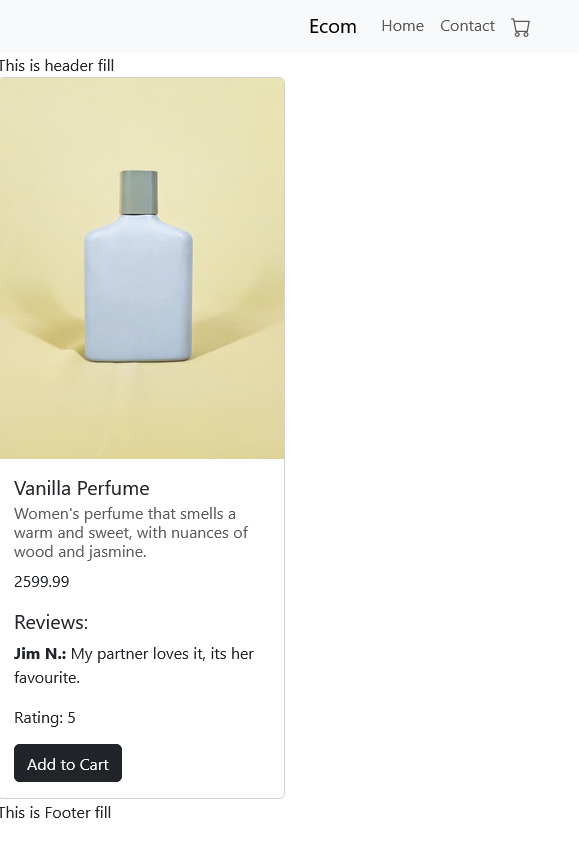 Ecom Home Contact
This is header fill
Vanilla Perfume
Women's perfume that smells a
warm and sweet, with nuances of
wood and jasmine.
2599.99
Reviews:
Jim N.: My partner loves it, its her
favourite.
Rating: 5
Add to Cart
This is Footer fill